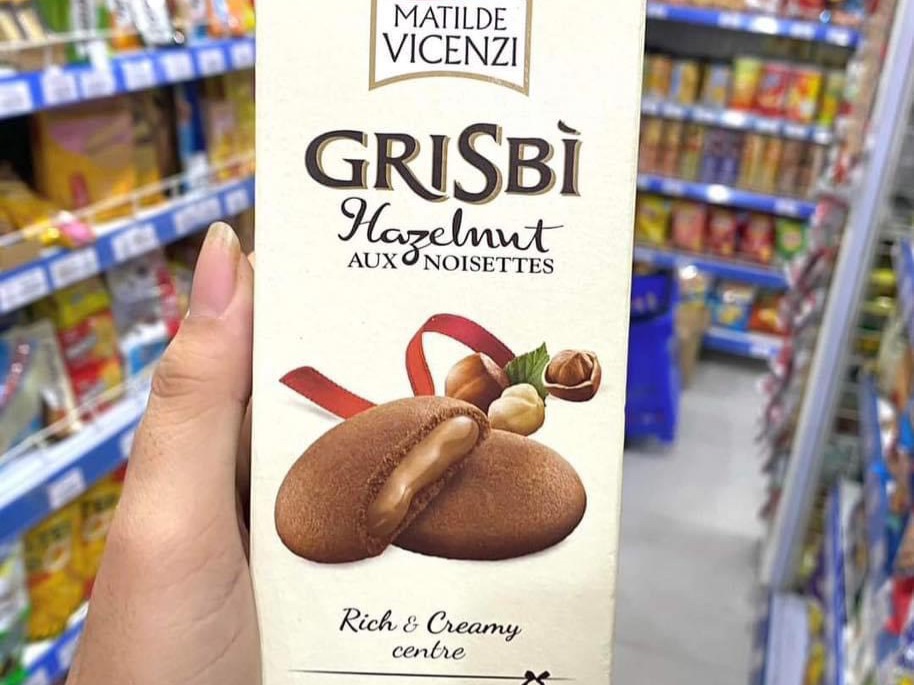 MATILDE
VICENZI
GRISBÌ
Hazelnut
AUX NOISETTES
Rich & Creamy
centre